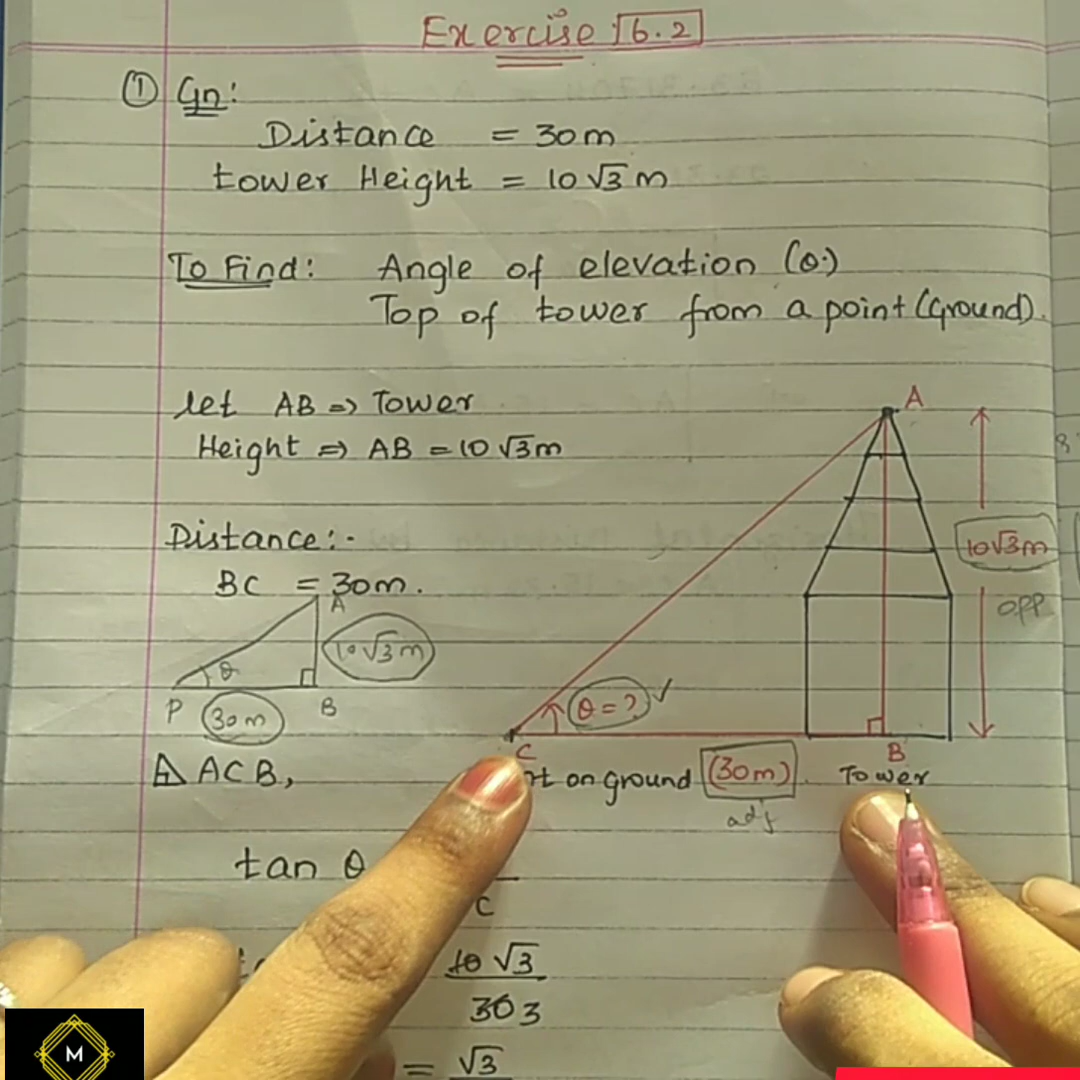 Exercise 6.2
① Gn:
Distance = 30m
tower Height = 10√3 m
To Find: Angle of elevation (θ)
Top of tower from a point (Ground).
let AB => Tower
Height => AB = 10√3m
Distance:-
BC = 30m.
A
10√3 m
θ
P 30m B
A
10√3m
opp
θ = ? ✓
C B
on ground (30m). Tower
adj
△ ACB,
tan θ
C
10√3
30 3
= √3
M